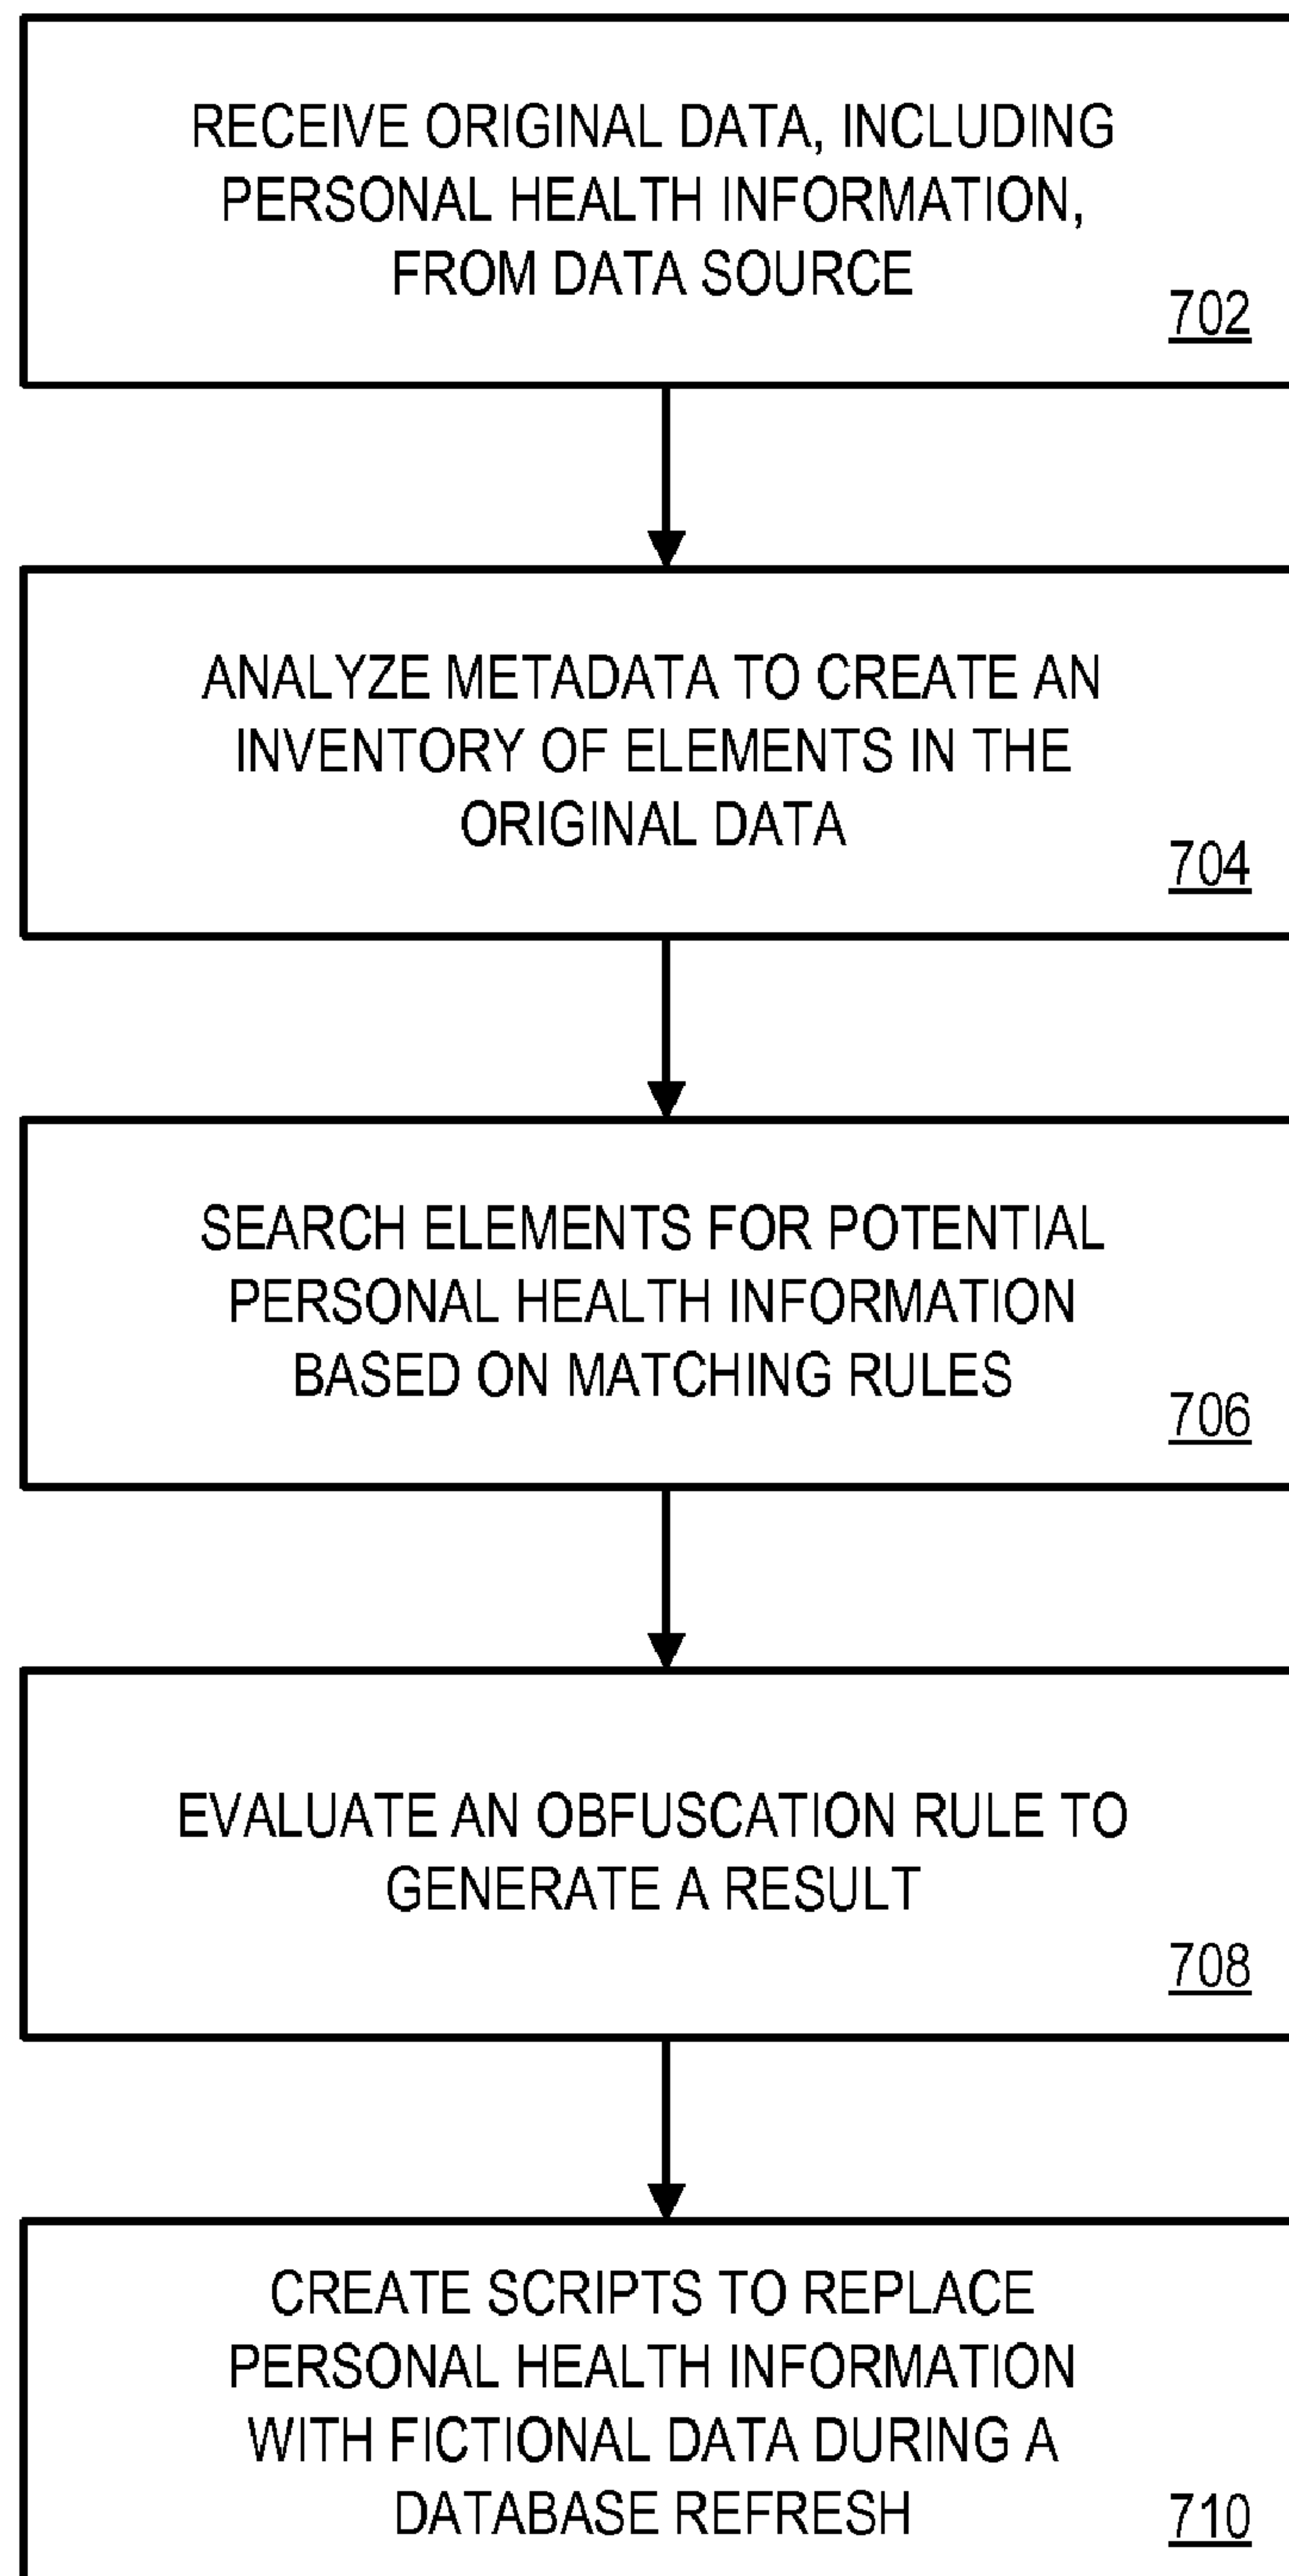 RECEIVE ORIGINAL DATA, INCLUDING
PERSONAL HEALTH INFORMATION,
FROM DATA SOURCE
702
ANALYZE METADATA TO CREATE AN
INVENTORY OF ELEMENTS IN THE
ORIGINAL DATA
704
SEARCH ELEMENTS FOR POTENTIAL
PERSONAL HEALTH INFORMATION
BASED ON MATCHING RULES
706
EVALUATE AN OBFUSCATION RULE TO
GENERATE A RESULT
708
CREATE SCRIPTS TO REPLACE
PERSONAL HEALTH INFORMATION
WITH FICTIONAL DATA DURING A
DATABASE REFRESH
710